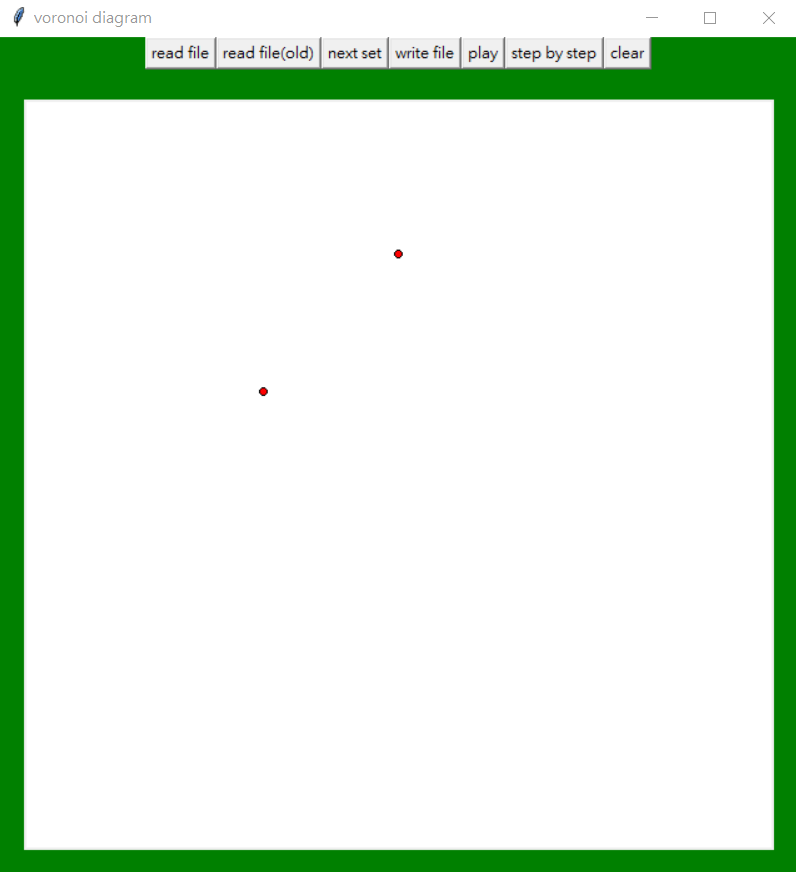 voronoi diagram
read file read file(old) next set write file play step by step clear